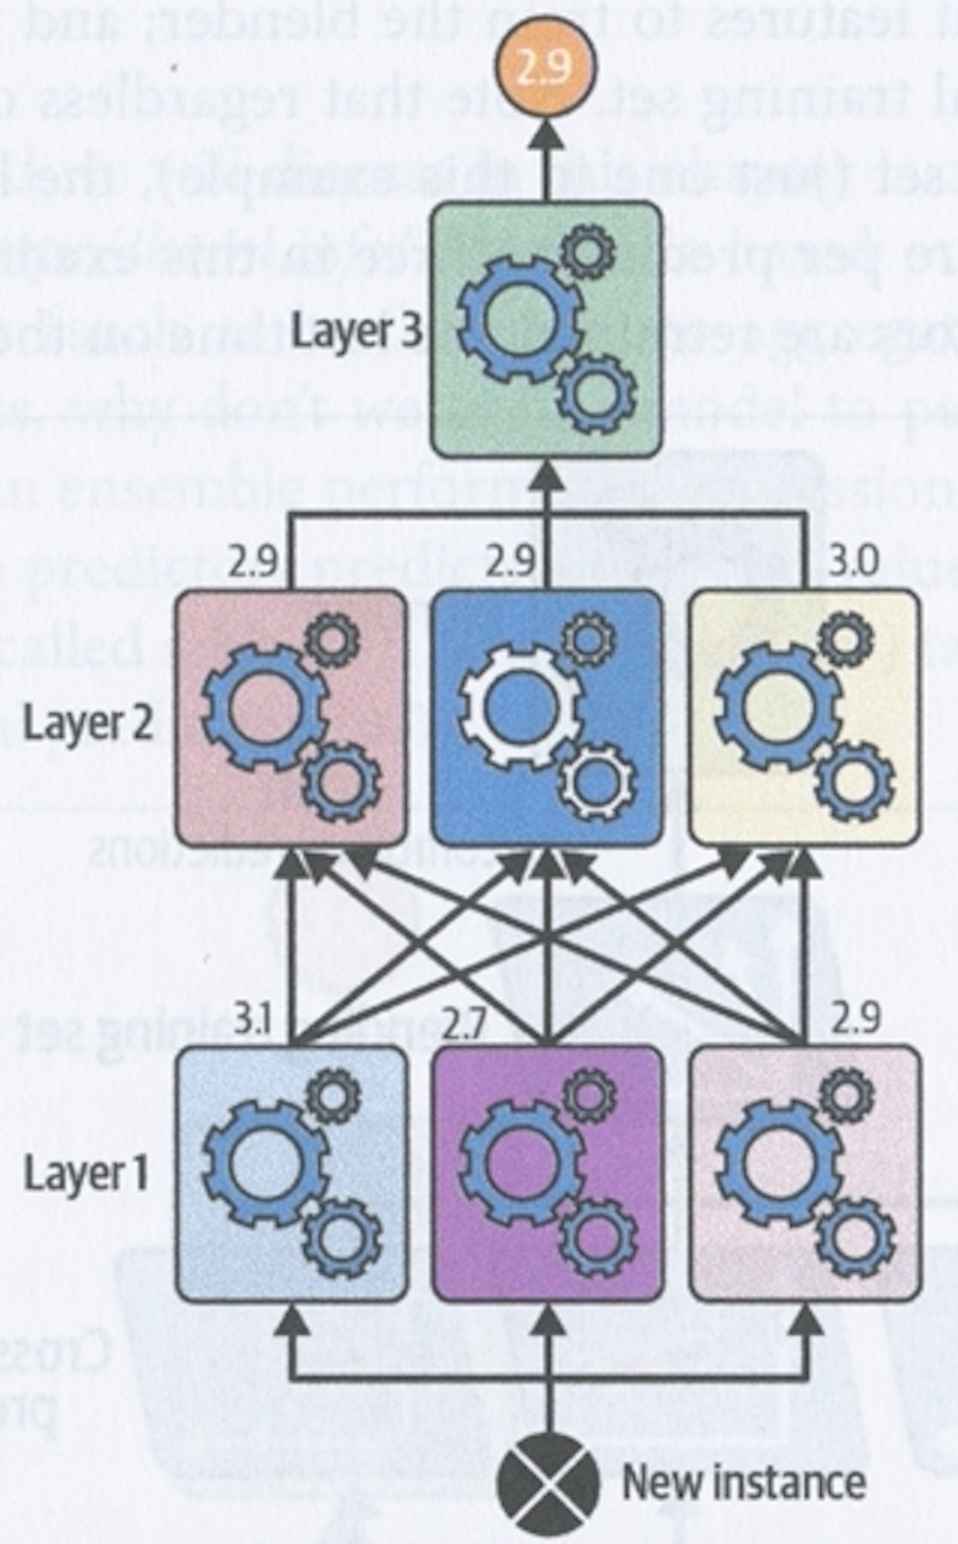 2.9
Layer 3
2.9 2.9 3.0
Layer 2
3.1 2.7 2.9
Layer 1
New instance